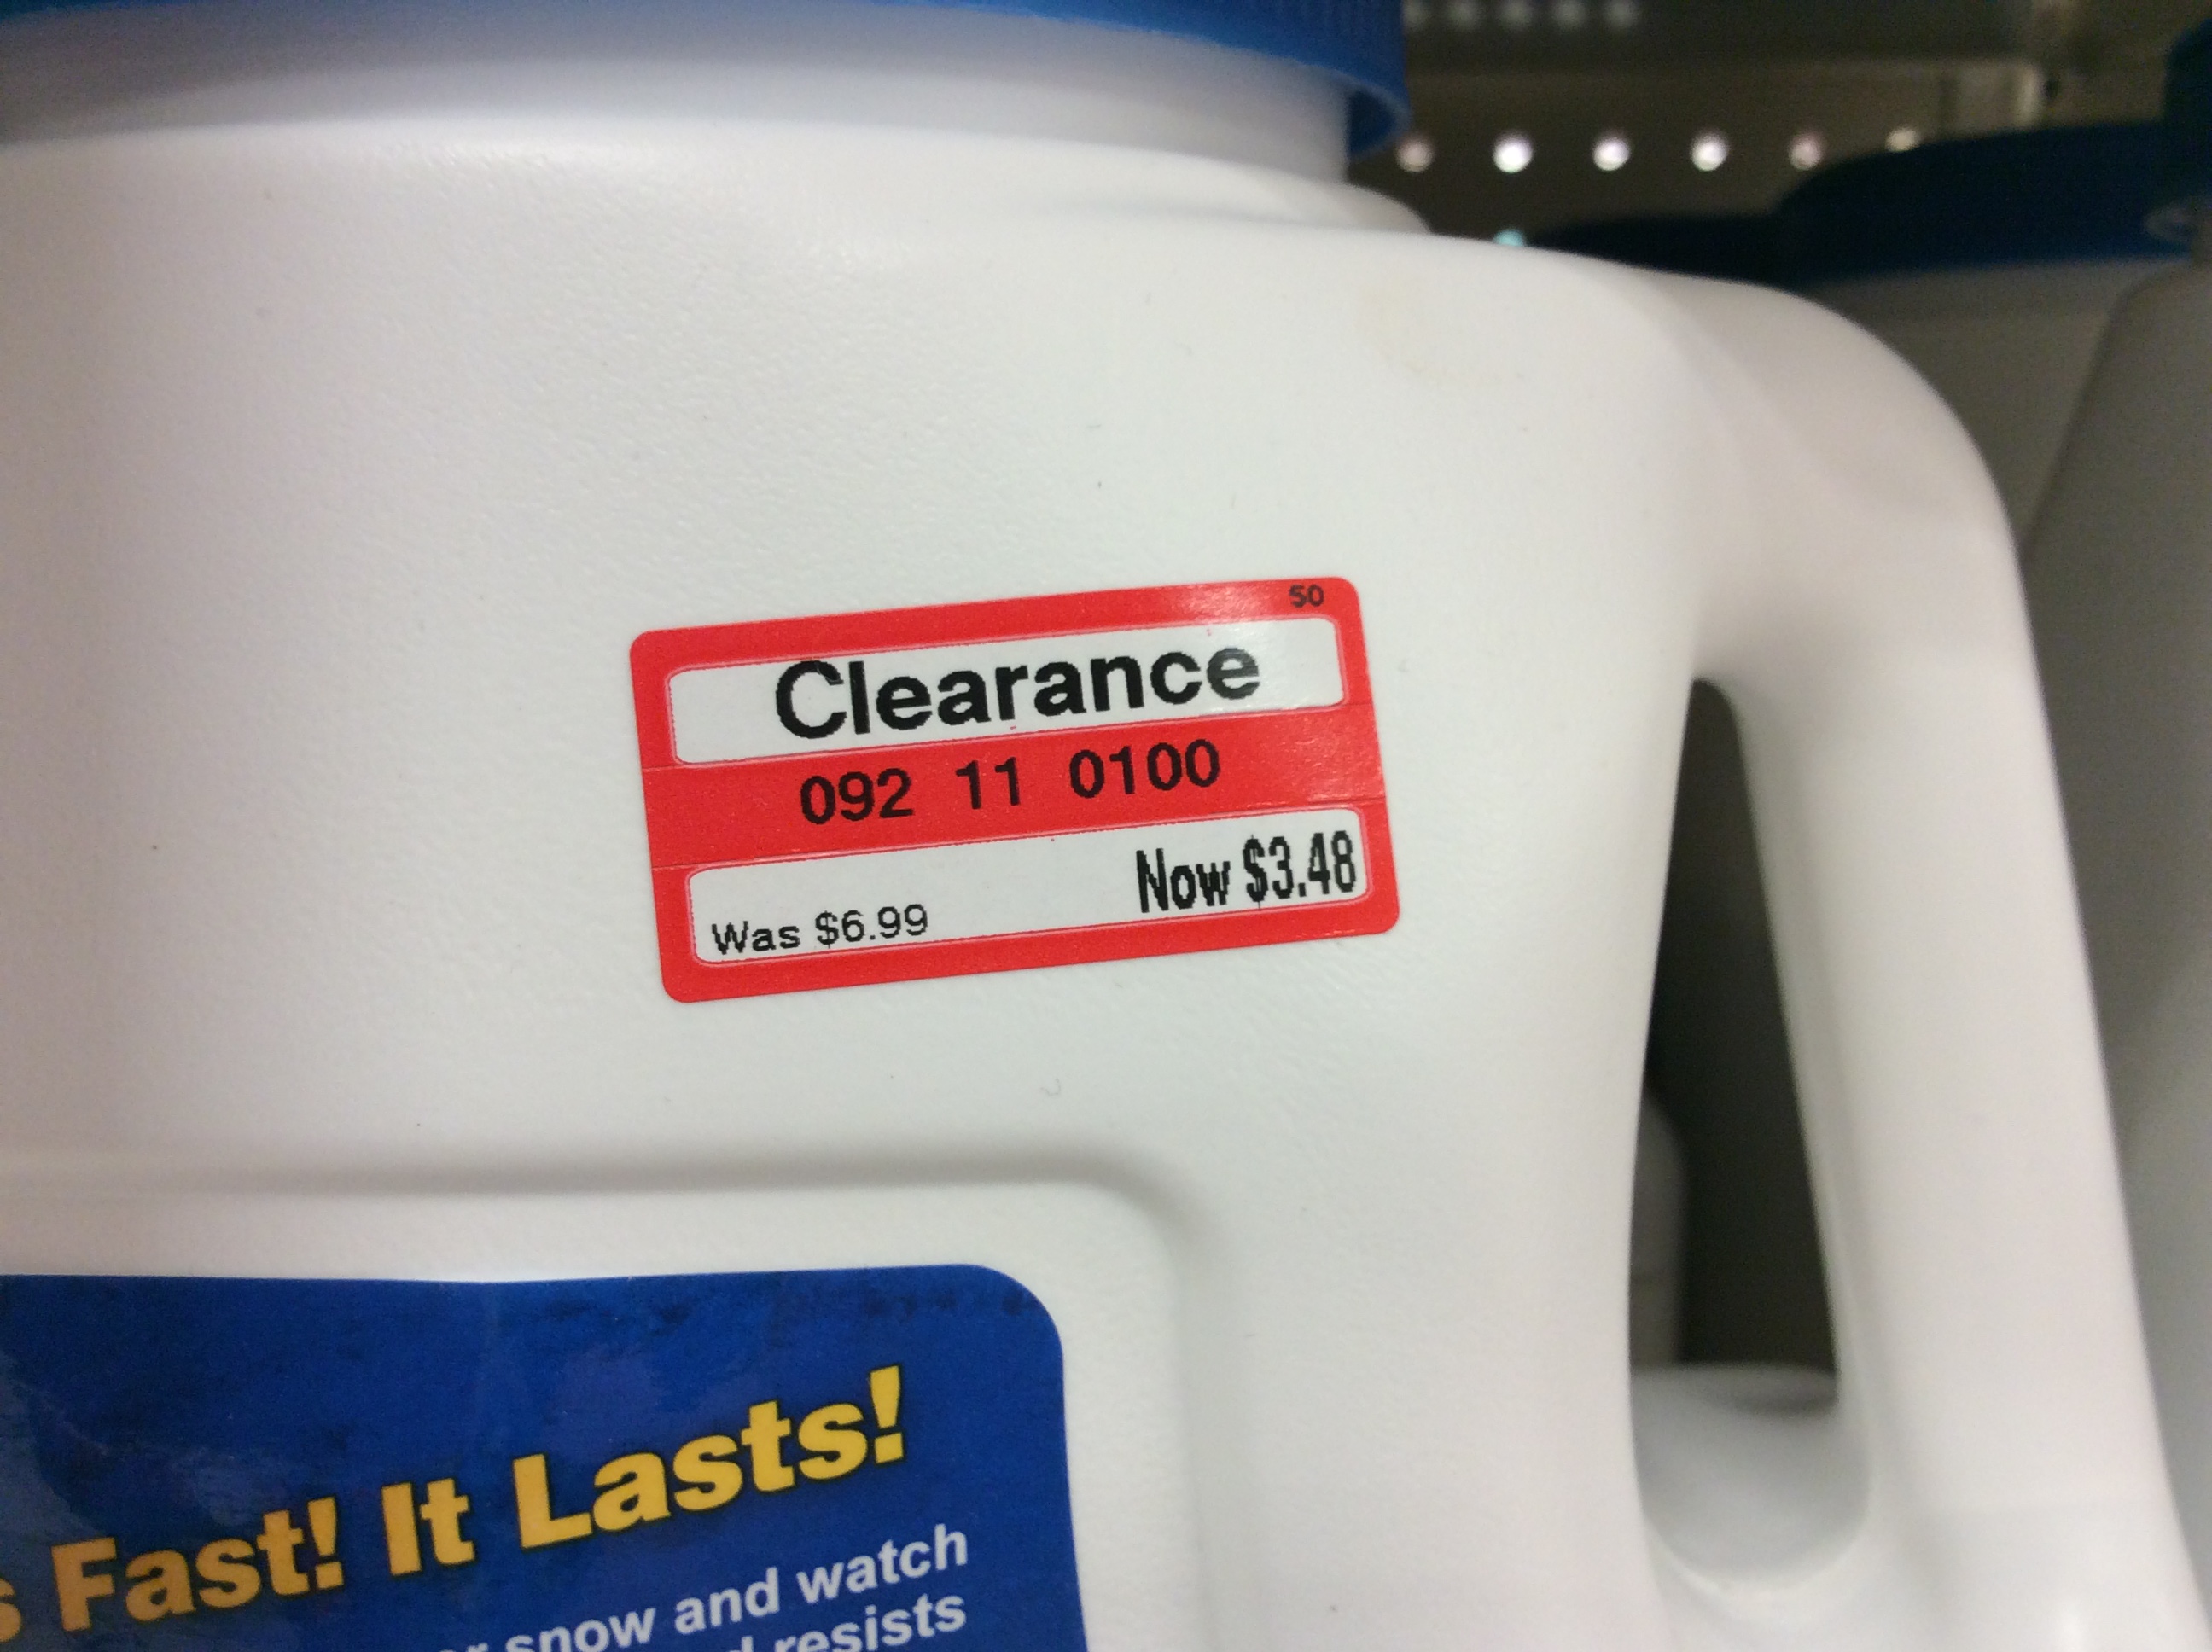 50
Clearance
092 11 0100
Was $6.99 Now $3.48
Fast! It Lasts!
snow and watch
resists